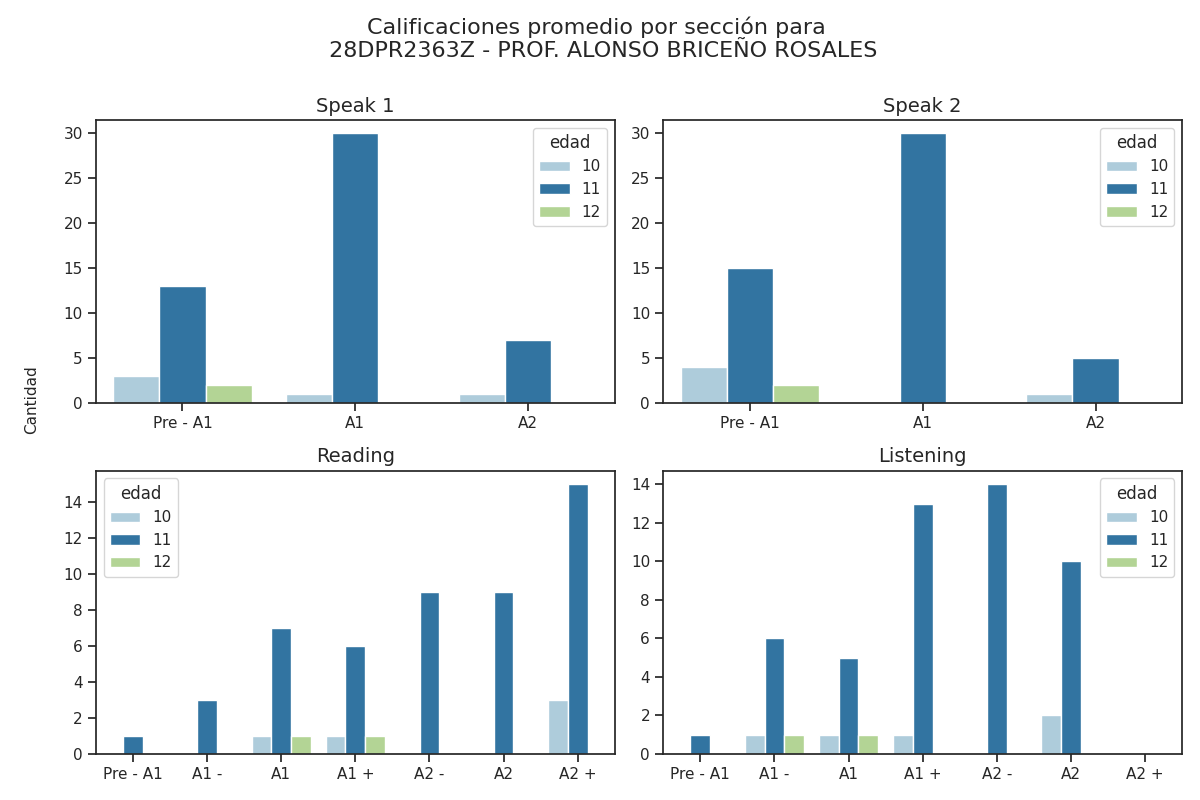 Calificaciones promedio por sección para
28DPR2363Z - PROF. ALONSO BRICEÑO ROSALES
Cantidad
Speak 1
30
25
20
15
10
5
0
Pre - A1
A1
A2
edad
10
11
12
Speak 2
30
25
20
15
10
5
0
Pre - A1
A1
A2
edad
10
11
12
Reading
14
12
10
8
6
4
2
0
Pre - A1
A1 -
A1
A1 +
A2 -
A2
A2 +
edad
10
11
12
Listening
14
12
10
8
6
4
2
0
Pre - A1
A1 -
A1
A1 +
A2 -
A2
A2 +
edad
10
11
12